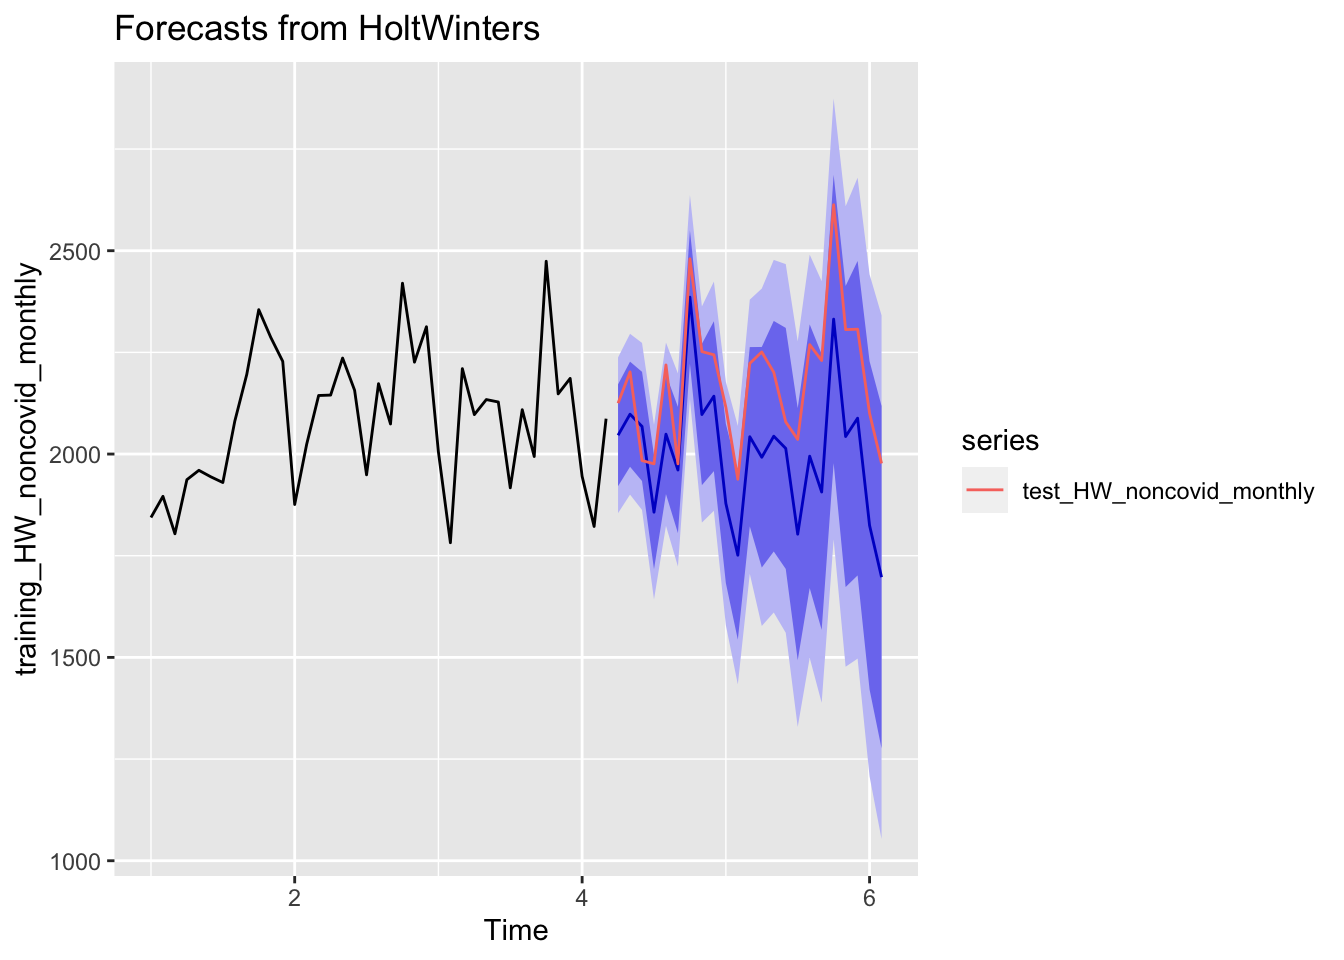 Forecasts from HoltWinters
training_HW_noncovid_monthly
2500
2000
1500
1000
2
4
6
Time
series
test_HW_noncovid_monthly